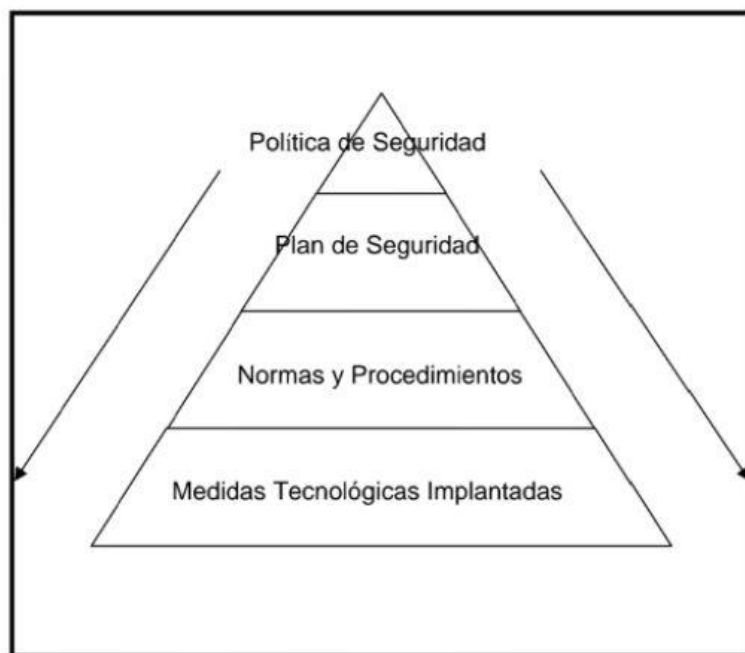 Política de Seguridad
Plan de Seguridad
Normas y Procedimientos
Medidas Tecnológicas Implantadas